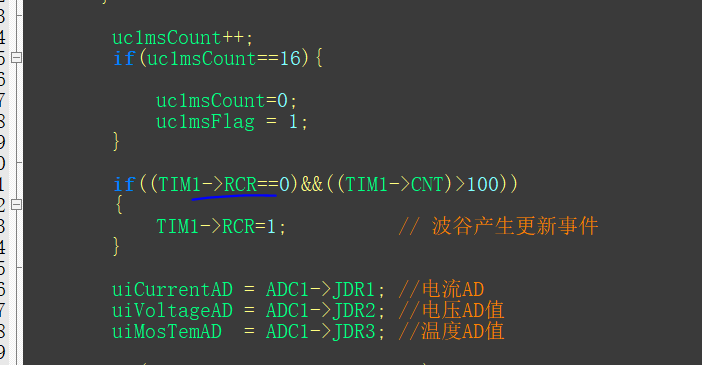 uc1msCount++;
if(uc1msCount==16){
uc1msCount=0;
uc1msFlag = 1;
}
if((TIM1->RCR==0)&&((TIM1->CNT)>100))
{
TIM1->RCR=1; // 波谷产生更新事件
}
uiCurrentAD = ADC1->JDR1; //电流AD
uiVoltageAD = ADC1->JDR2; //电压AD值
uiMosTemAD = ADC1->JDR3; //温度AD值